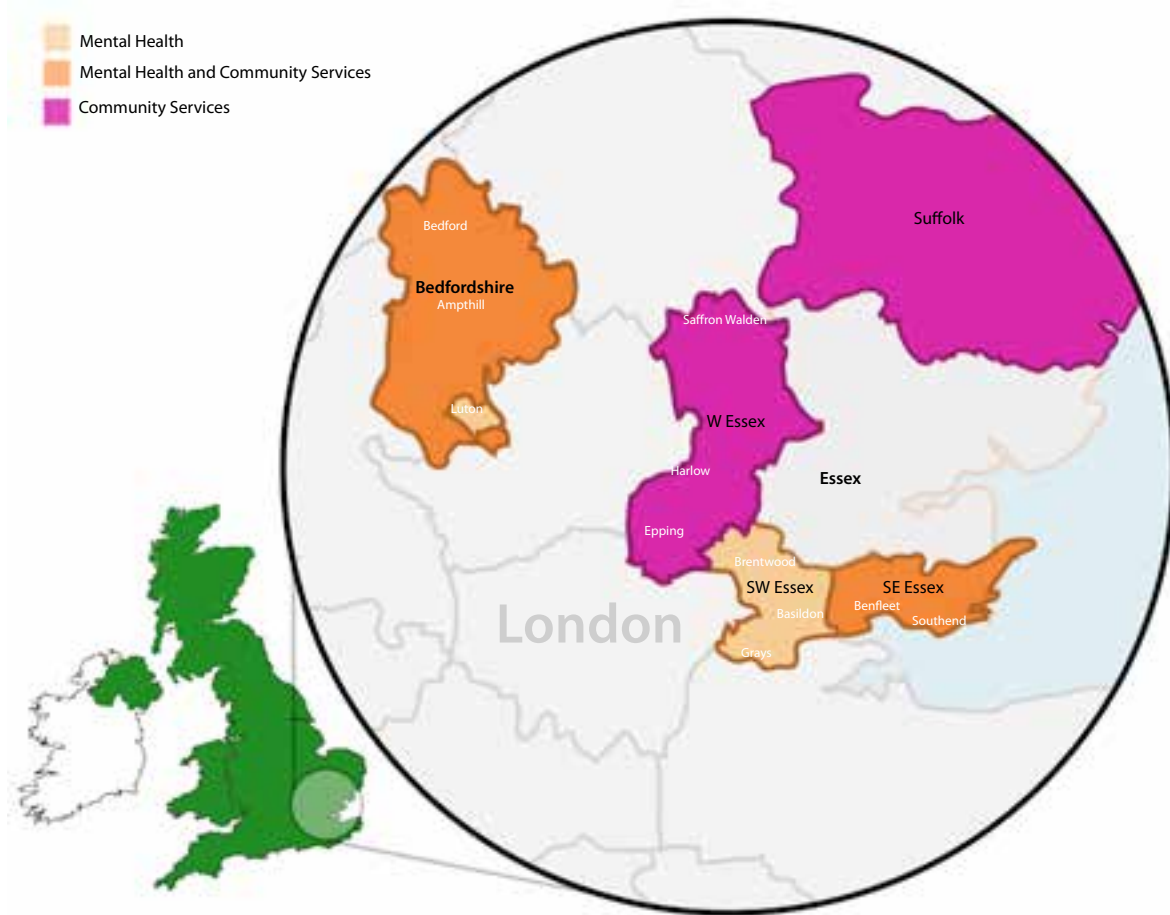 Mental Health
Mental Health and Community Services
Community Services
Suffolk
Bedford
Bedfordshire
Ampthill
Saffron Walden
Luton
W Essex
Harlow
Essex
Epping
Brentwood
SW Essex
SE Essex
Basildon
Benfleet
Southend
London
Grays